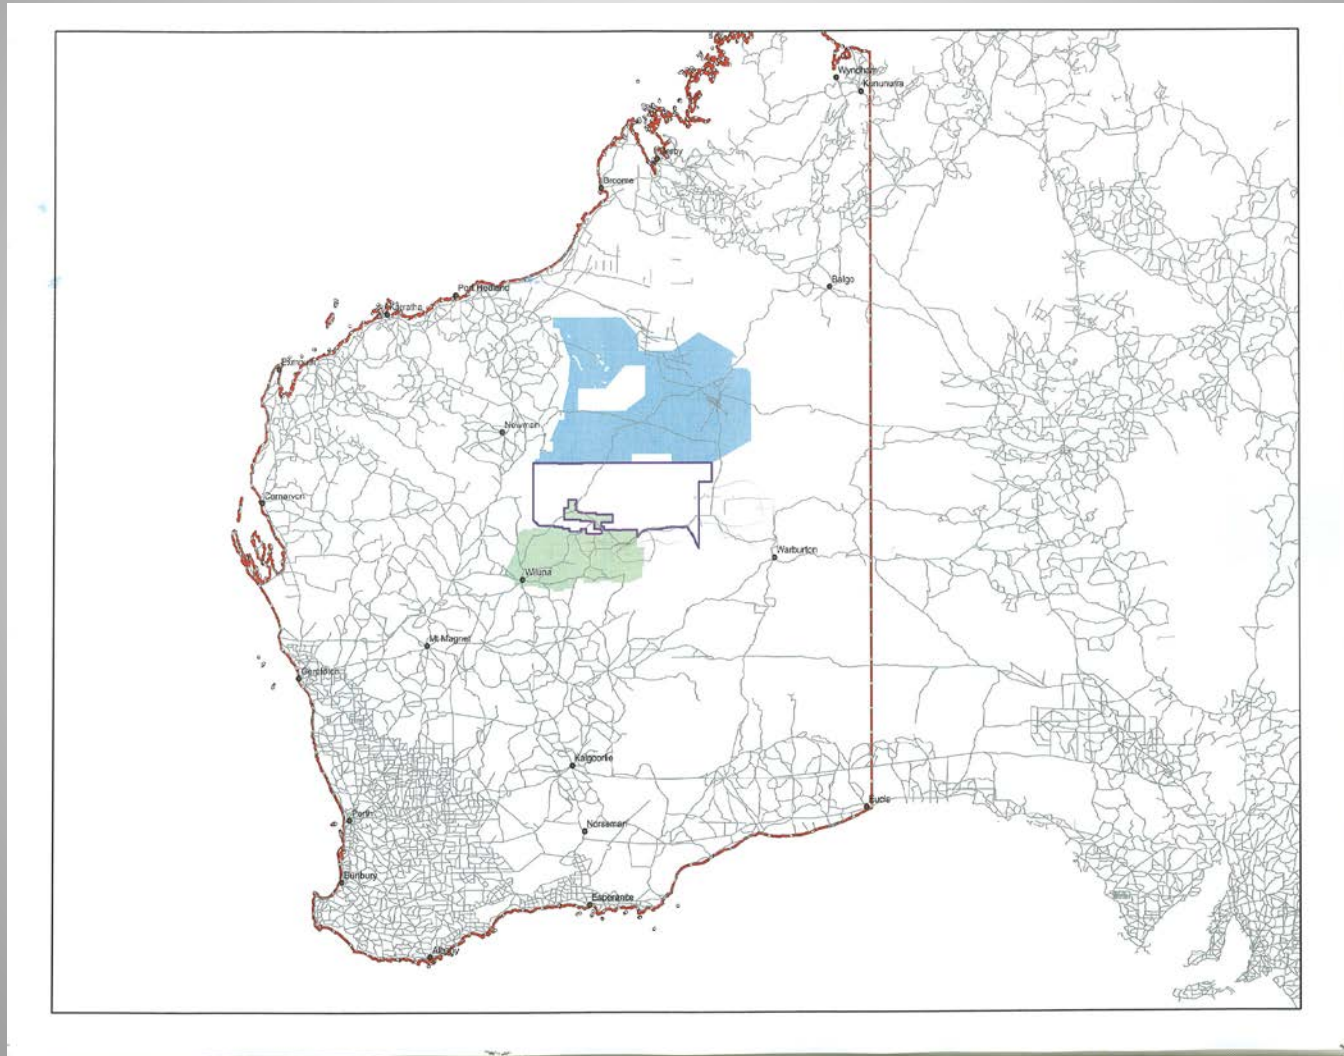 Wyndham
Kununurra
Derby
Broome
Balgo
Port Hedland
Karratha
Exmouth
Newman
Carnarvon
Warburton
Wiluna
Mt Magnet
Geraldton
Kalgoorlie
Eucla
Perth
Norseman
Bunbury
Esperance
Albany